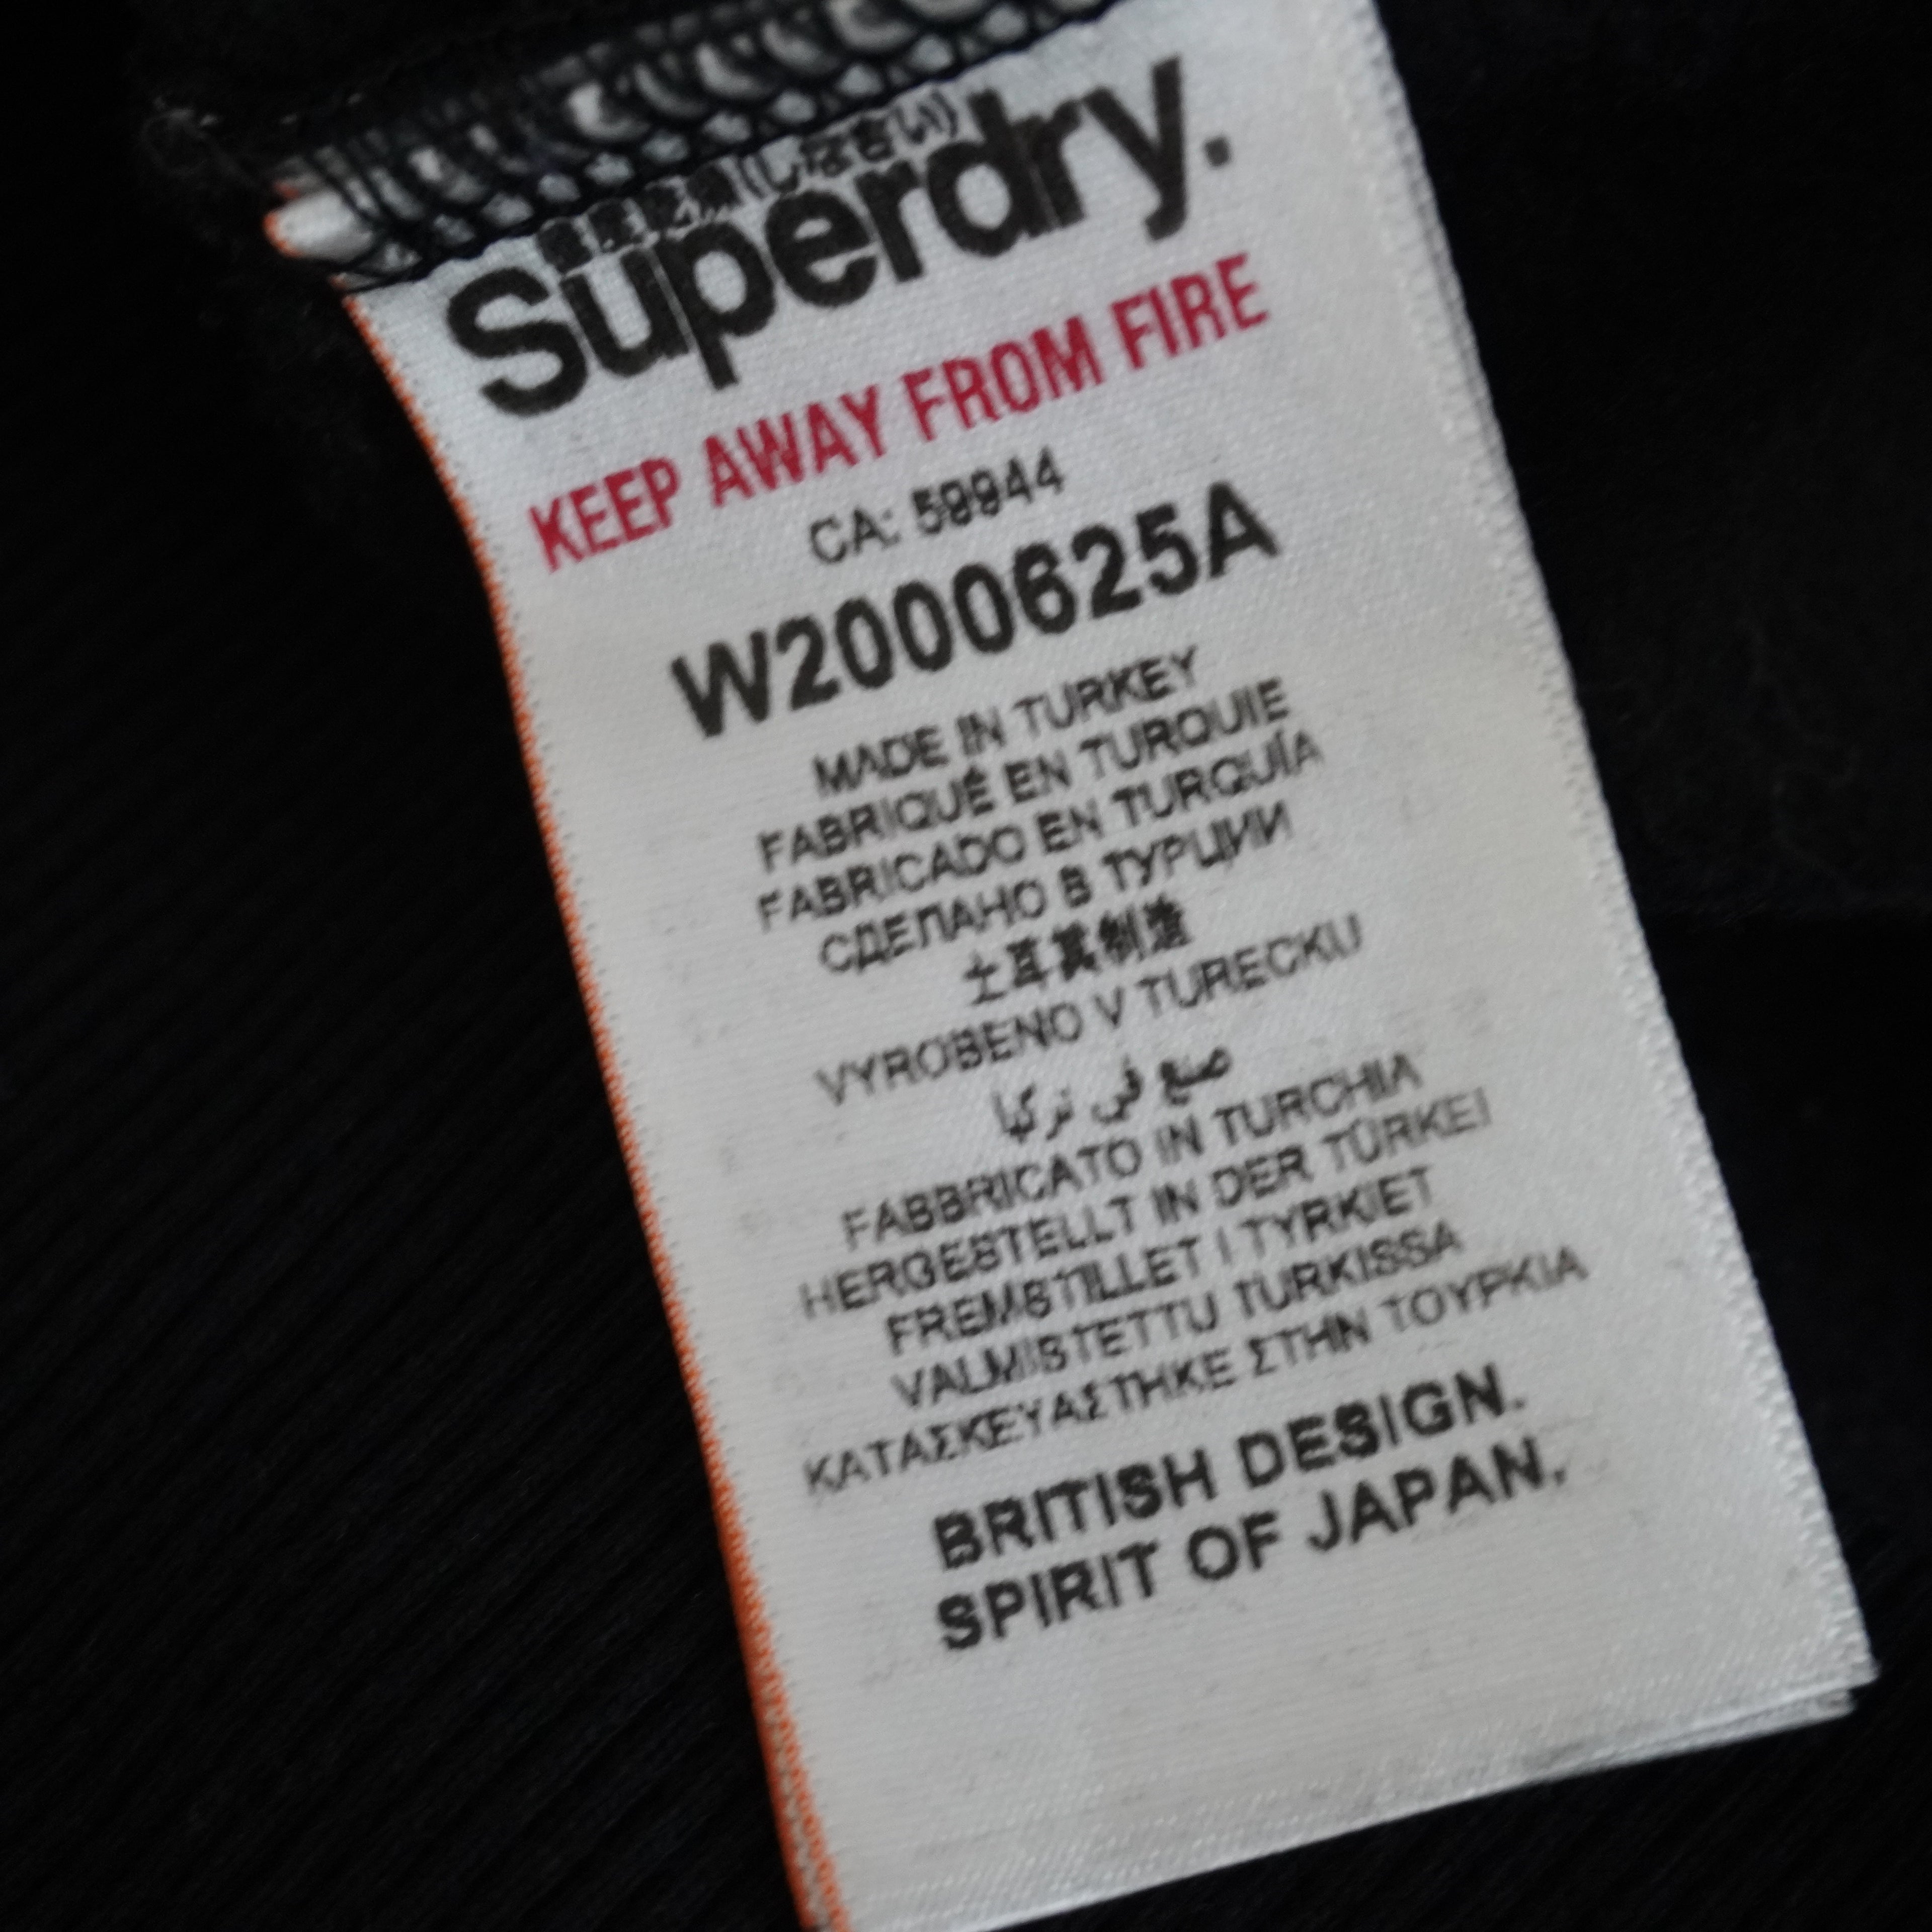 Superdry.
KEEP AWAY FROM FIRE
CA: 59944
W2000625A
MADE IN TURKEY
FABRIQUÉ EN TURQUIE
FABRICADO EN TURQUÍA
СДЕЛАНО В ТУРЦИИ
土耳其制造
VYROBENO V TURECKU
صنع في تركيا
FABBRICATO IN TURCHIA
HERGESTELLT IN DER TÜRKEI
FREMSTILLET I TYRKIET
VALMISTETTU TURKISSA
ΚΑΤΑΣΚΕΥΑΣΤΗΚΕ ΣΤΗΝ ΤΟΥΡΚΙΑ
BRITISH DESIGN.
SPIRIT OF JAPAN.